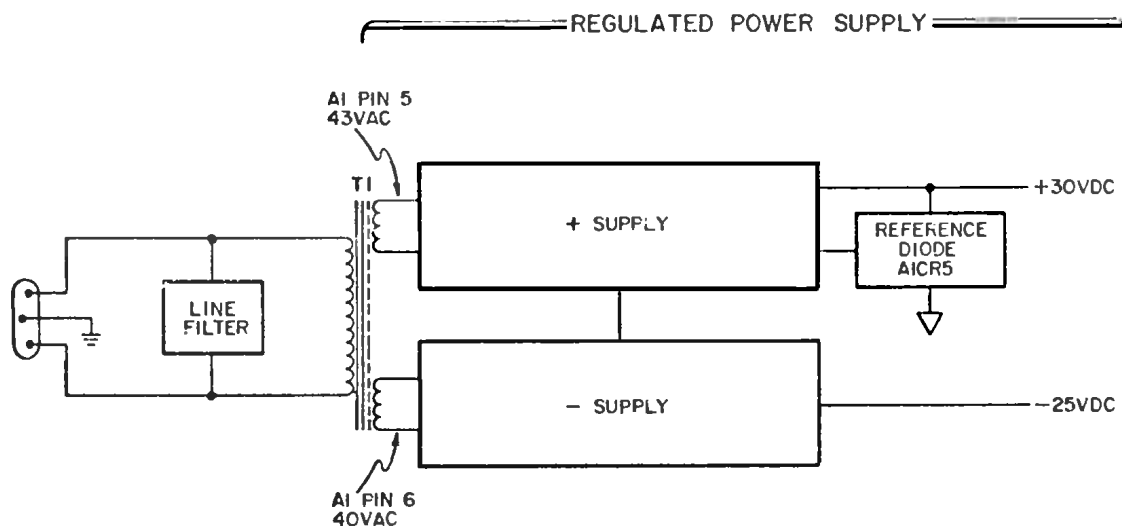 REGULATED POWER SUPPLY
A1 PIN 5
43VAC
T1
+ SUPPLY
+30VDC
REFERENCE
DIODE
A1CR5
LINE
FILTER
- SUPPLY
-25VDC
A1 PIN 6
40VAC